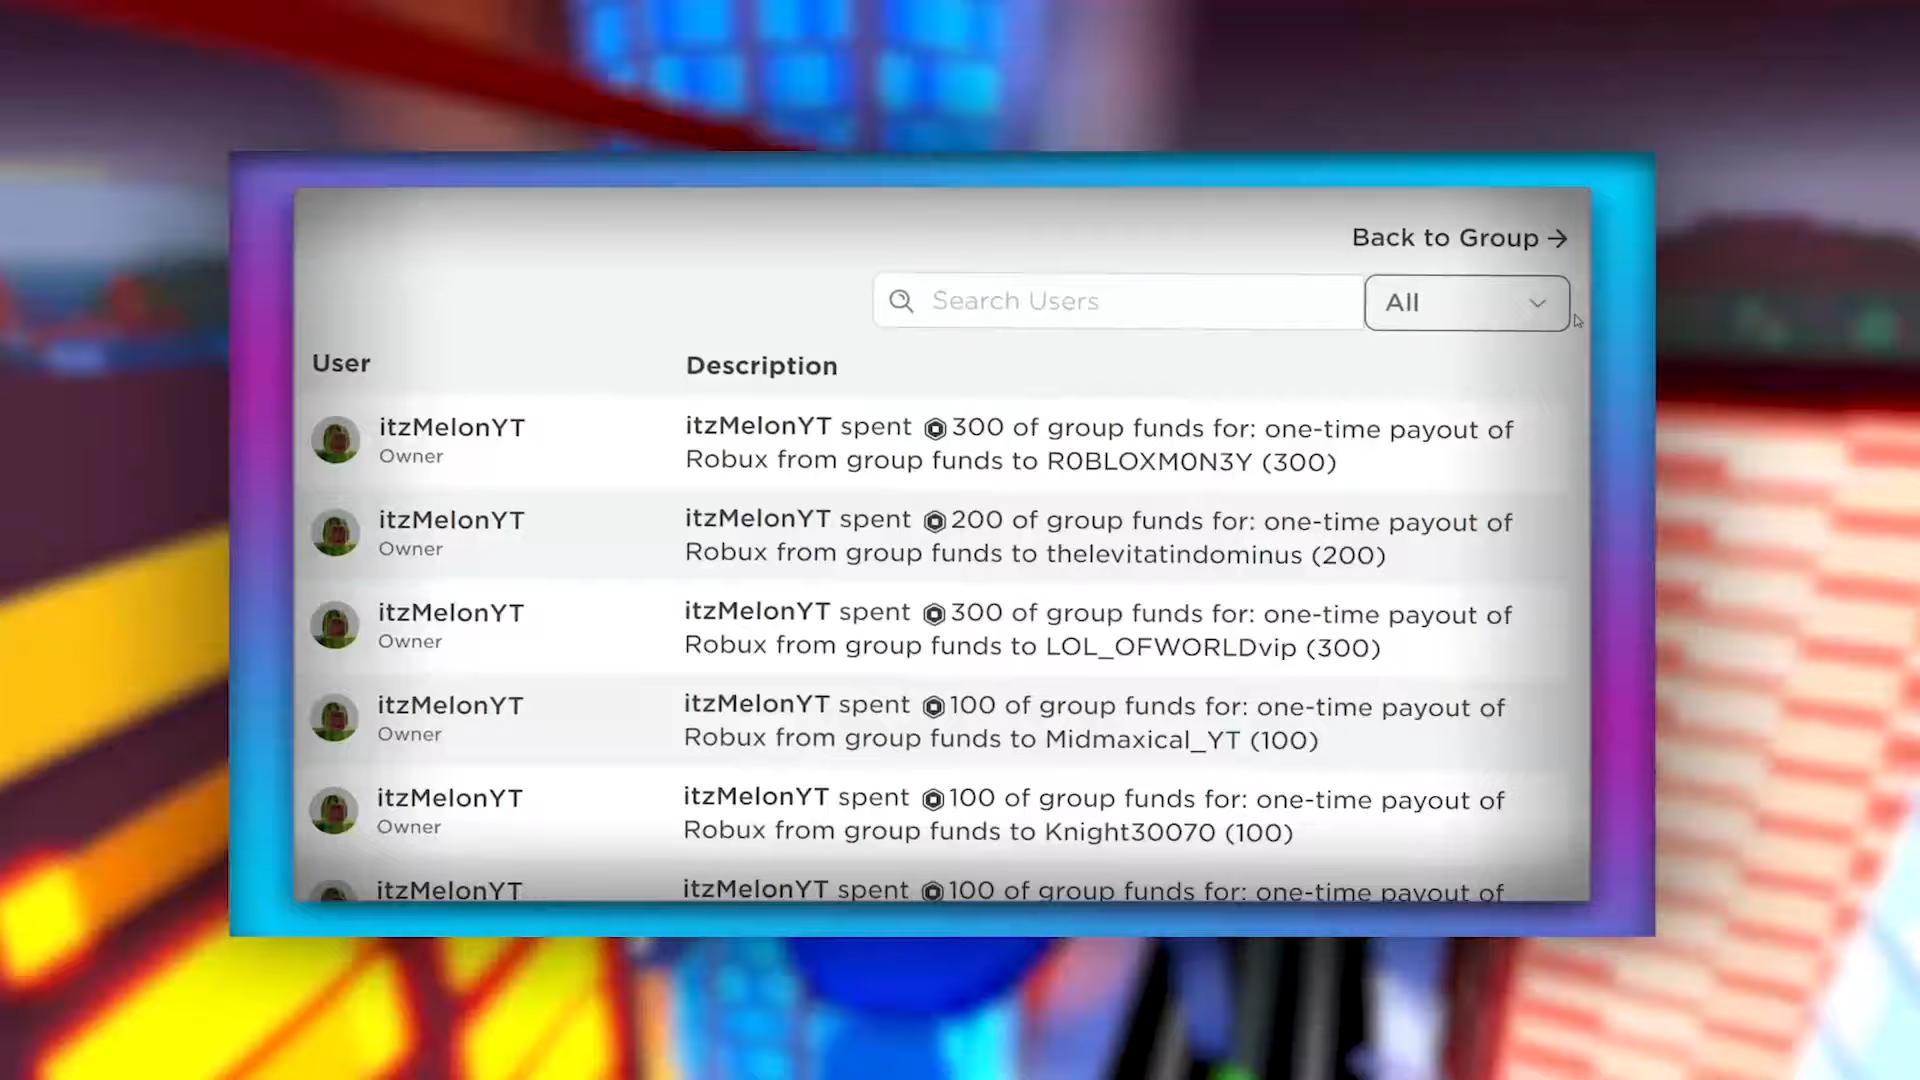 Back to Group →
Search Users
All
User
Description
itzMelonYT
Owner
itzMelonYT spent 300 of group funds for: one-time payout of
Robux from group funds to R0BLOXM0N3Y (300)
itzMelonYT
Owner
itzMelonYT spent 200 of group funds for: one-time payout of
Robux from group funds to thelevitatindominus (200)
itzMelonYT
Owner
itzMelonYT spent 300 of group funds for: one-time payout of
Robux from group funds to LOL_OFWORLDvip (300)
itzMelonYT
Owner
itzMelonYT spent 100 of group funds for: one-time payout of
Robux from group funds to Midmaxical_YT (100)
itzMelonYT
Owner
itzMelonYT spent 100 of group funds for: one-time payout of
Robux from group funds to Knight30070 (100)
itzMelonYT
itzMelonYT spent 100 of group funds for: one-time payout of